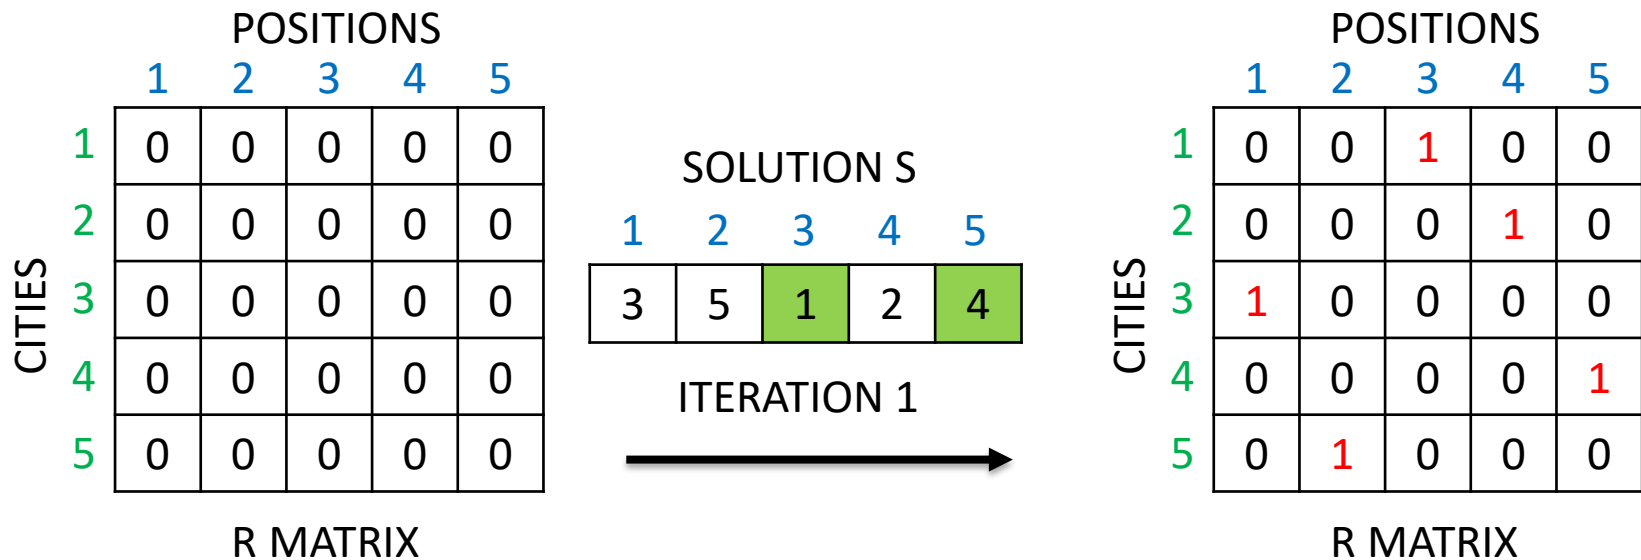 POSITIONS
1 2 3 4 5
CITIES
1 0 0 0 0 0
2 0 0 0 0 0
3 0 0 0 0 0
4 0 0 0 0 0
5 0 0 0 0 0
R MATRIX
SOLUTION S
1 2 3 4 5
3 5 1 2 4
ITERATION 1
POSITIONS
1 2 3 4 5
CITIES
1 0 0 1 0 0
2 0 0 0 1 0
3 1 0 0 0 0
4 0 0 0 0 1
5 0 1 0 0 0
R MATRIX